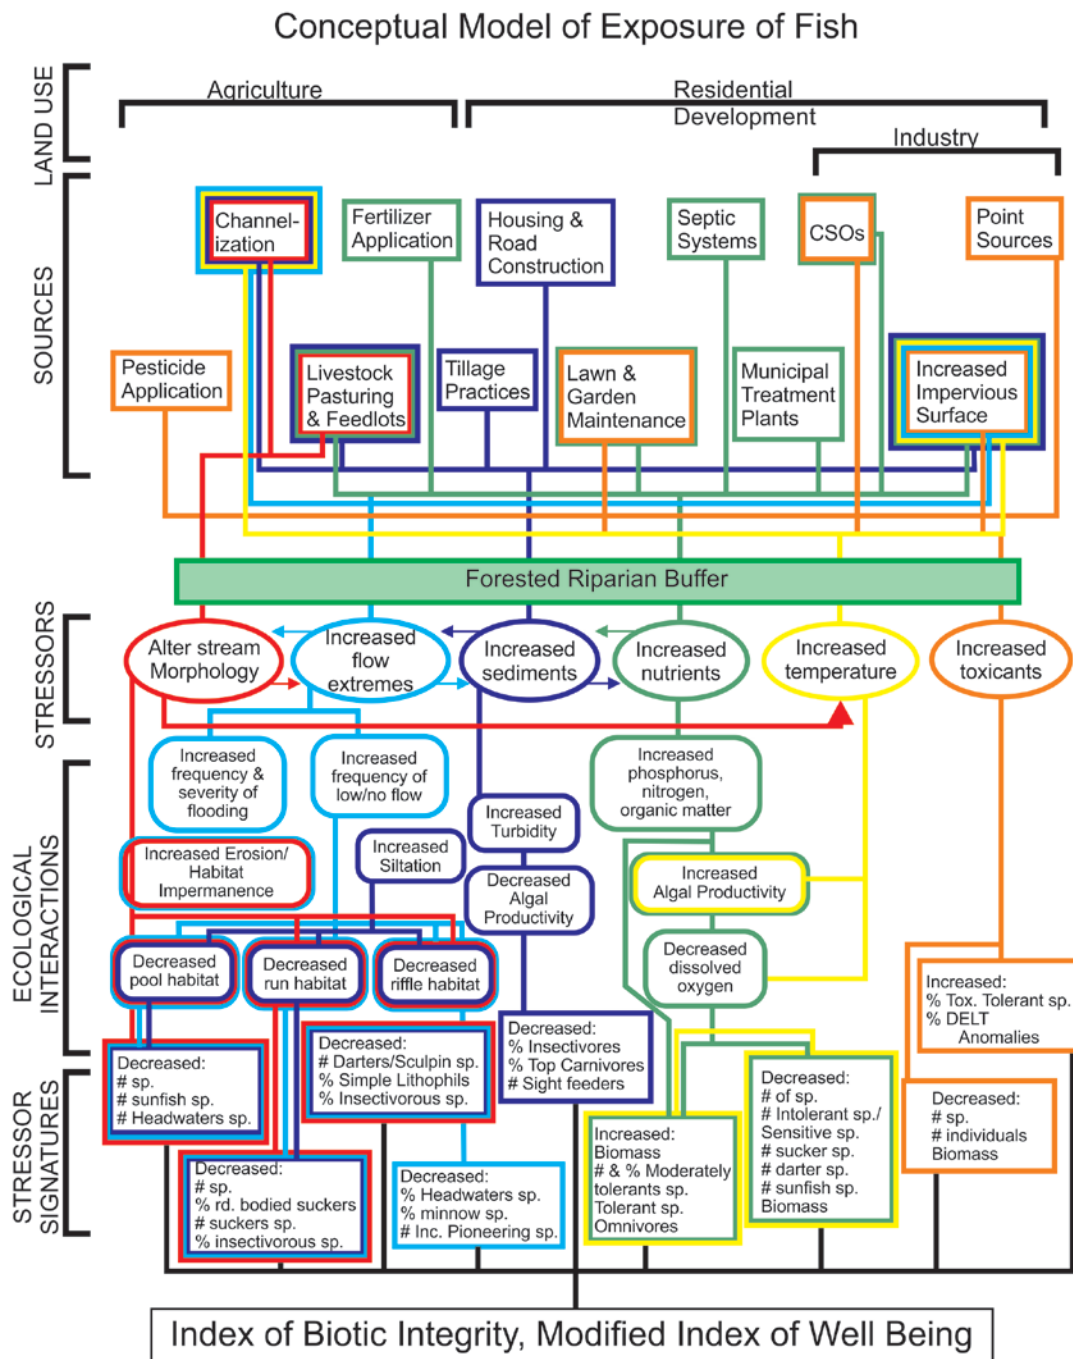 Conceptual Model of Exposure of Fish
LAND USE
Agriculture
Residential
Development
Industry
SOURCES
Channel-
ization
Fertilizer
Application
Housing &
Road
Construction
Septic
Systems
CSOs
Point
Sources
Pesticide
Application
Livestock
Pasturing
& Feedlots
Tillage
Practices
Lawn &
Garden
Maintenance
Municipal
Treatment
Plants
Increased
Impervious
Surface
Forested Riparian Buffer
STRESSORS
Alter stream
Morphology
Increased
flow
extremes
Increased
sediments
Increased
nutrients
Increased
temperature
Increased
toxicants
ECOLOGICAL
INTERACTIONS
Increased
frequency &
severity of
flooding
Increased
frequency of
low/no flow
Increased
phosphorus,
nitrogen,
organic matter
Increased
Turbidity
Increased Erosion/
Habitat
Impermanence
Increased
Siltation
Decreased
Algal
Productivity
Increased
Algal Productivity
Decreased
pool habitat
Decreased
run habitat
Decreased
riffle habitat
Decreased
dissolved
oxygen
Increased:
% Tox. Tolerant sp.
% DELT
Anomalies
STRESSOR
SIGNATURES
Decreased:
# sp.
# sunfish sp.
# Headwaters sp.
Decreased:
# Darters/Sculpin sp.
% Simple Lithophils
% Insectivorous sp.
Decreased:
% Insectivores
% Top Carnivores
# Sight feeders
Decreased:
# sp.
% rd. bodied suckers
# suckers sp.
% insectivorous sp.
Decreased:
% Headwaters sp.
% minnow sp.
# Inc. Pioneering sp.
Increased:
Biomass
# & % Moderately
tolerants sp.
Tolerant sp.
Omnivores
Decreased:
# of sp.
# Intolerant sp./
Sensitive sp.
# sucker sp.
# darter sp.
# sunfish sp.
Biomass
Decreased:
# sp.
# individuals
Biomass
Index of Biotic Integrity, Modified Index of Well Being